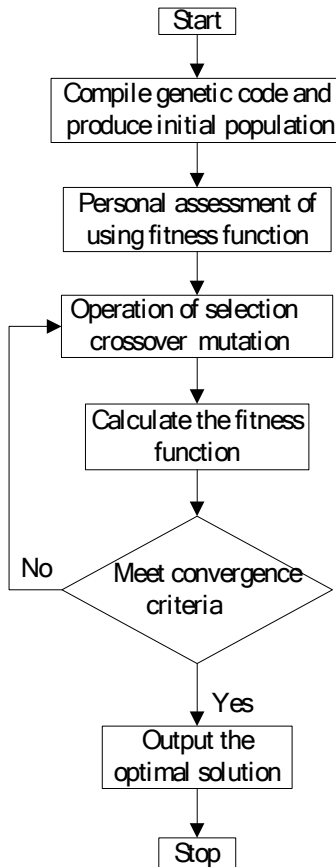 Start
Compile genetic code and
produce initial population
Personal assessment of
using fitness function
Operation of selection
crossover mutation
Calculate the fitness
function
No
Meet convergence
criteria
Yes
Output the
optimal solution
Stop